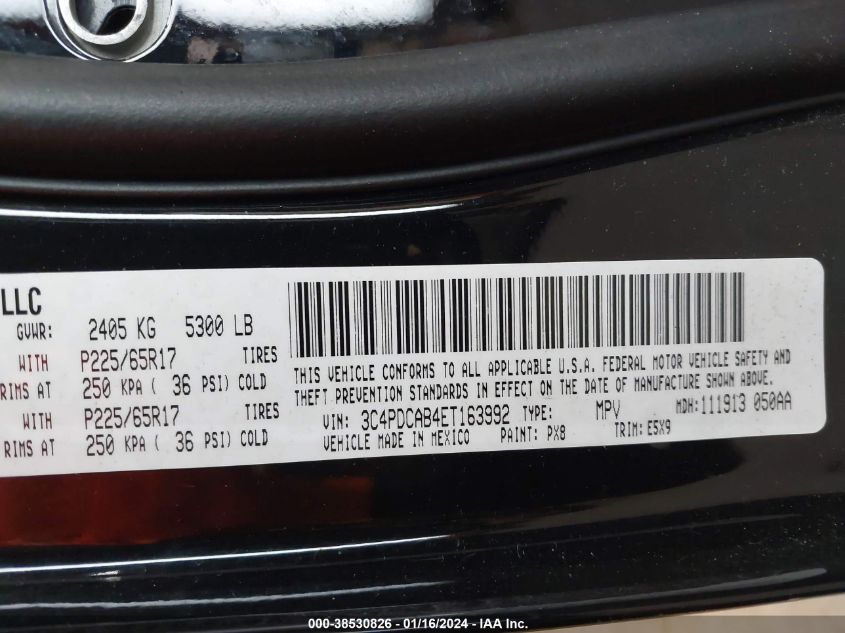 LLC
GVWR: 2405 KG 5300 LB
WITH P225/65R17 TIRES
RIMS AT 250 KPA ( 36 PSI) COLD
WITH P225/65R17 TIRES
RIMS AT 250 KPA ( 36 PSI) COLD
THIS VEHICLE CONFORMS TO ALL APPLICABLE U.S.A. FEDERAL MOTOR VEHICLE SAFETY AND
THEFT PREVENTION STANDARDS IN EFFECT ON THE DATE OF MANUFACTURE SHOWN ABOVE.
VIN: 3C4PDCAB4ET163992 TYPE: MPV MDH: 111913 050AA
VEHICLE MADE IN MEXICO PAINT: PX8 TRIM: E5X9
000-38530826 - 01/16/2024 - IAA Inc.